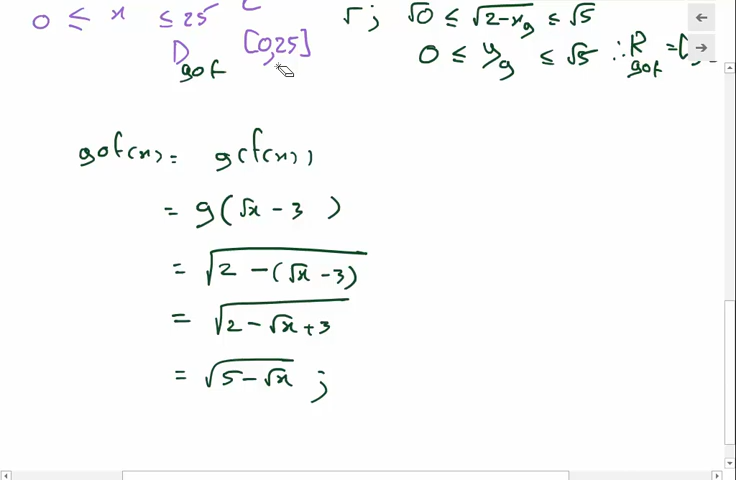 0 ≤ x ≤ 25
√ ; √0 ≤ √(2-x_g) ≤ √5
D_gof [0,25]
0 ≤ y_g ≤ √5 ∴ R_gof = [0,
gof(x) = g(f(x))
= g(√x - 3 )
= √(2 - (√x - 3))
= √(2 - √x + 3)
= √(5 - √x) ;